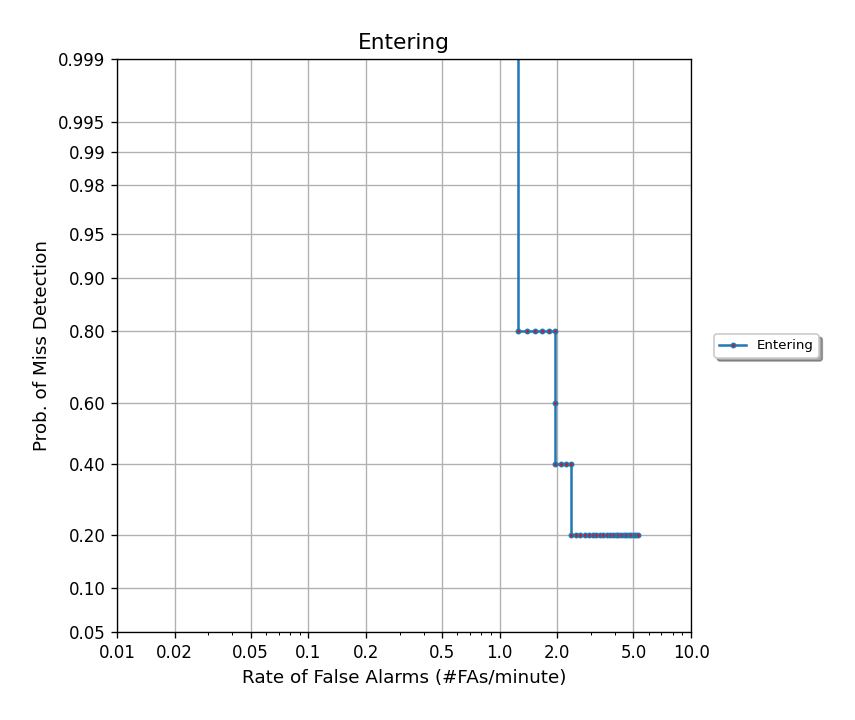 Entering
0.999
0.995
0.99
0.98
0.95
0.90
0.80
0.60
0.40
0.20
0.10
0.05
Prob. of Miss Detection
0.01 0.02 0.05 0.1 0.2 0.5 1.0 2.0 5.0 10.0
Rate of False Alarms (#FAs/minute)
Entering